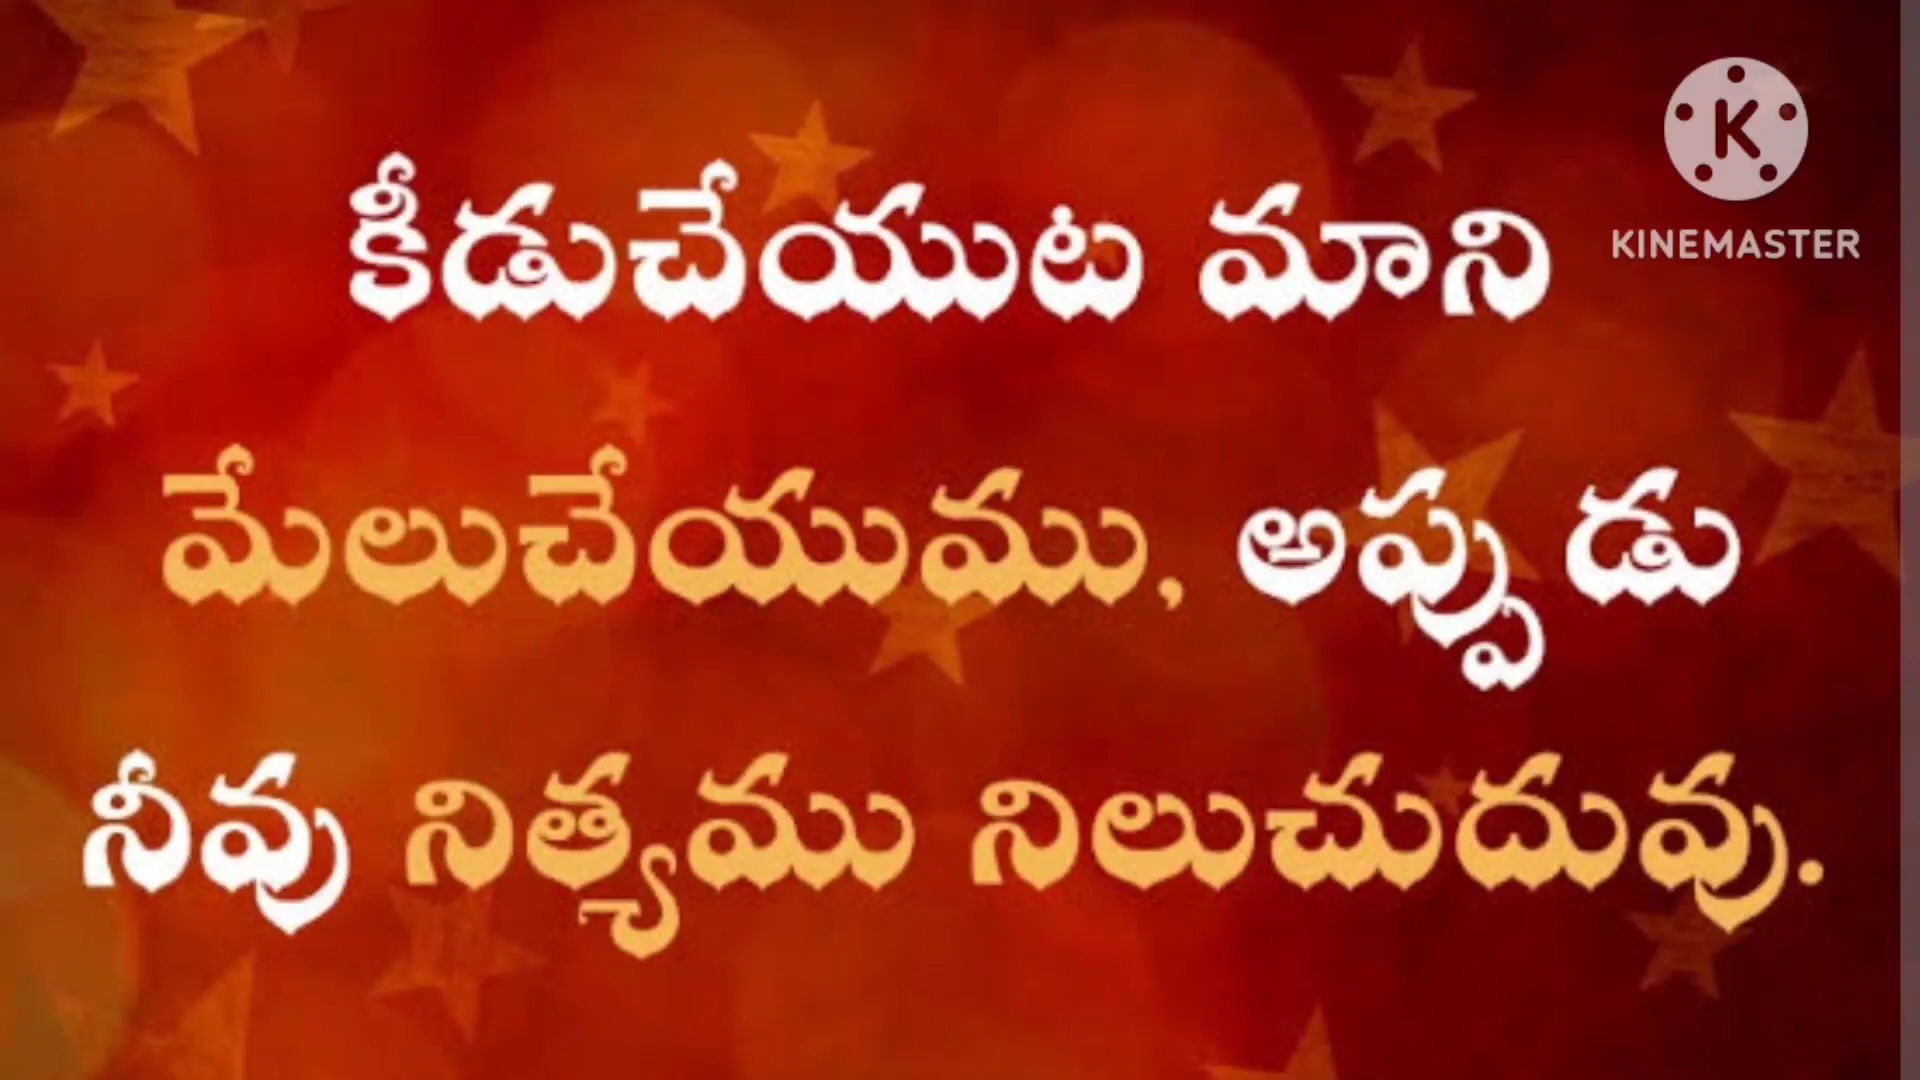 కీడుచేయుట మాని
మేలుచేయుము, అప్పుడు
నీవు నిత్యము నిలుచుదువు.
K
KINEMASTER